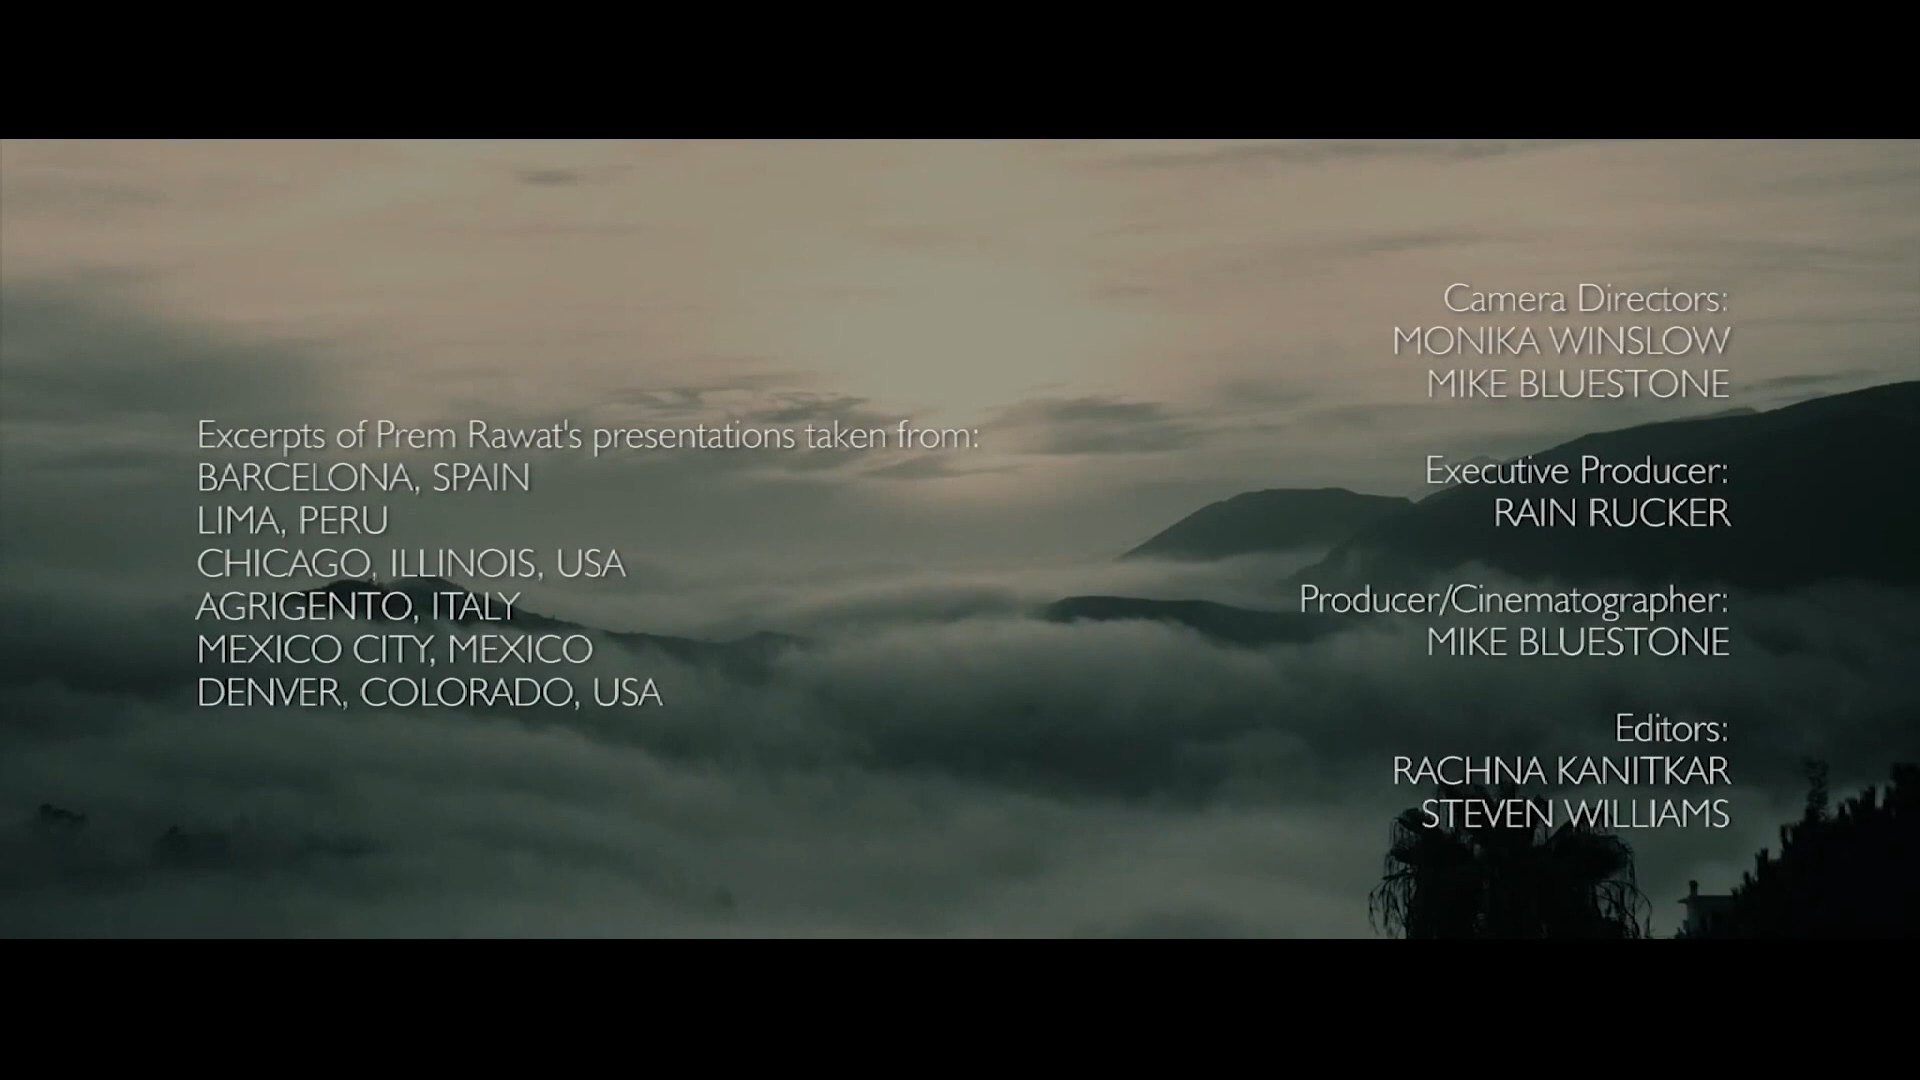 Excerpts of Prem Rawat's presentations taken from:
BARCELONA, SPAIN
LIMA, PERU
CHICAGO, ILLINOIS, USA
AGRIGENTO, ITALY
MEXICO CITY, MEXICO
DENVER, COLORADO, USA
Camera Directors:
MONIKA WINSLOW
MIKE BLUESTONE
Executive Producer:
RAIN RUCKER
Producer/Cinematographer:
MIKE BLUESTONE
Editors:
RACHNA KANITKAR
STEVEN WILLIAMS